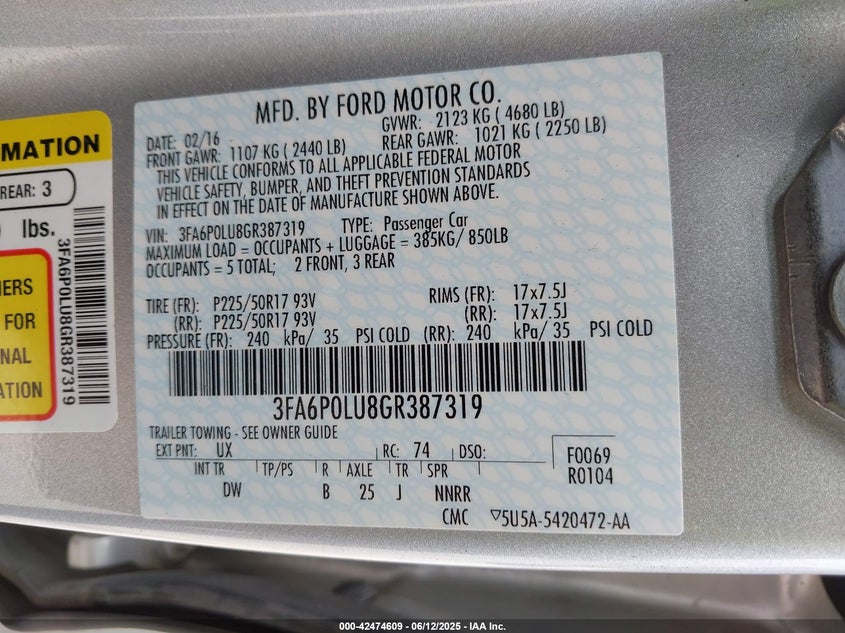 MFD. BY FORD MOTOR CO.
DATE: 02/16 GVWR: 2123 KG ( 4680 LB)
FRONT GAWR: 1107 KG ( 2440 LB) REAR GAWR: 1021 KG ( 2250 LB)
THIS VEHICLE CONFORMS TO ALL APPLICABLE FEDERAL MOTOR
VEHICLE SAFETY, BUMPER, AND THEFT PREVENTION STANDARDS
IN EFFECT ON THE DATE OF MANUFACTURE SHOWN ABOVE.
VIN: 3FA6P0LU8GR387319 TYPE: Passenger Car
MAXIMUM LOAD = OCCUPANTS + LUGGAGE = 385KG/ 850LB
OCCUPANTS = 5 TOTAL; 2 FRONT, 3 REAR
TIRE (FR): P225/50R17 93V RIMS (FR): 17x7.5J
(RR): P225/50R17 93V (RR): 17x7.5J
PRESSURE (FR): 240 kPa/ 35 PSI COLD (RR): 240 kPa/ 35 PSI COLD
3FA6P0LU8GR387319
TRAILER TOWING - SEE OWNER GUIDE
EXT PNT: UX RC: 74 DSO:
INT TR TP/PS R AXLE TR SPR
DW B 25 J NNRR
F0069
R0104
CMC ▽5U5A-5420472-AA
REAR: 3
lbs.
3FA6P0LU8GR387319
FOR
000-42474609 - 06/12/2025 - IAA Inc.